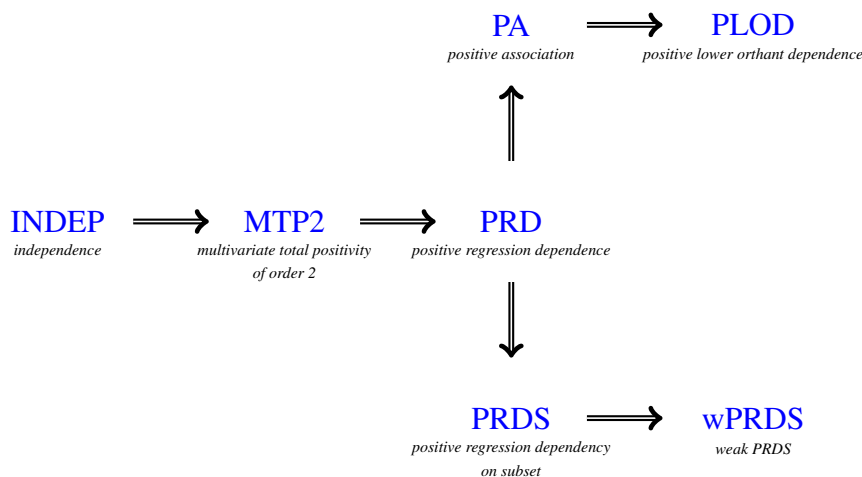 PA
positive association
PLOD
positive lower orthant dependence
INDEP
independence
MTP2
multivariate total positivity
of order 2
PRD
positive regression dependence
PRDS
positive regression dependency
on subset
wPRDS
weak PRDS